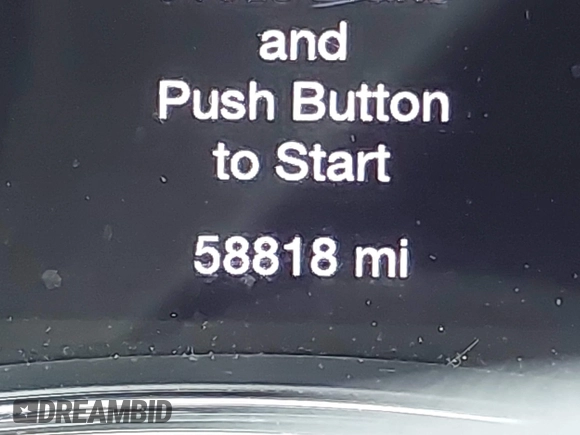 and
Push Button
to Start
58818 mi
DREAMBID